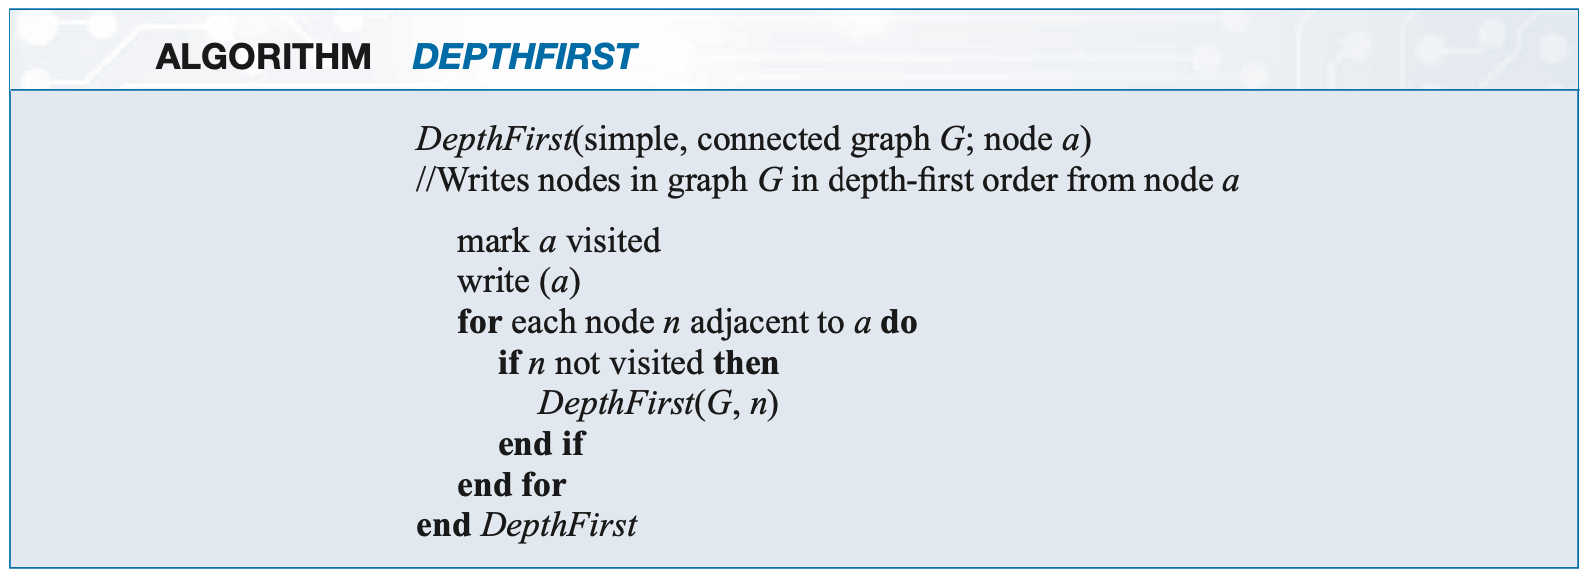 ALGORITHM DEPTHFIRST
DepthFirst(simple, connected graph G; node a)
//Writes nodes in graph G in depth-first order from node a
mark a visited
write (a)
for each node n adjacent to a do
if n not visited then
DepthFirst(G, n)
end if
end for
end DepthFirst